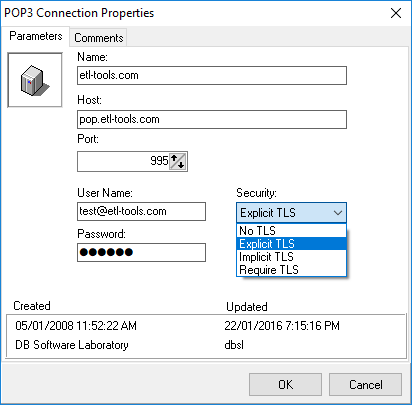 POP3 Connection Properties
Parameters Comments
Name:
etl-tools.com
Host:
pop.etl-tools.com
Port:
995
User Name: Security:
test@etl-tools.com Explicit TLS
No TLS
Password: Explicit TLS
●●●●●● Implicit TLS
Require TLS
Created Updated
05/01/2008 11:52:22 AM 22/01/2016 7:15:16 PM
DB Software Laboratory dbsl
OK Cancel